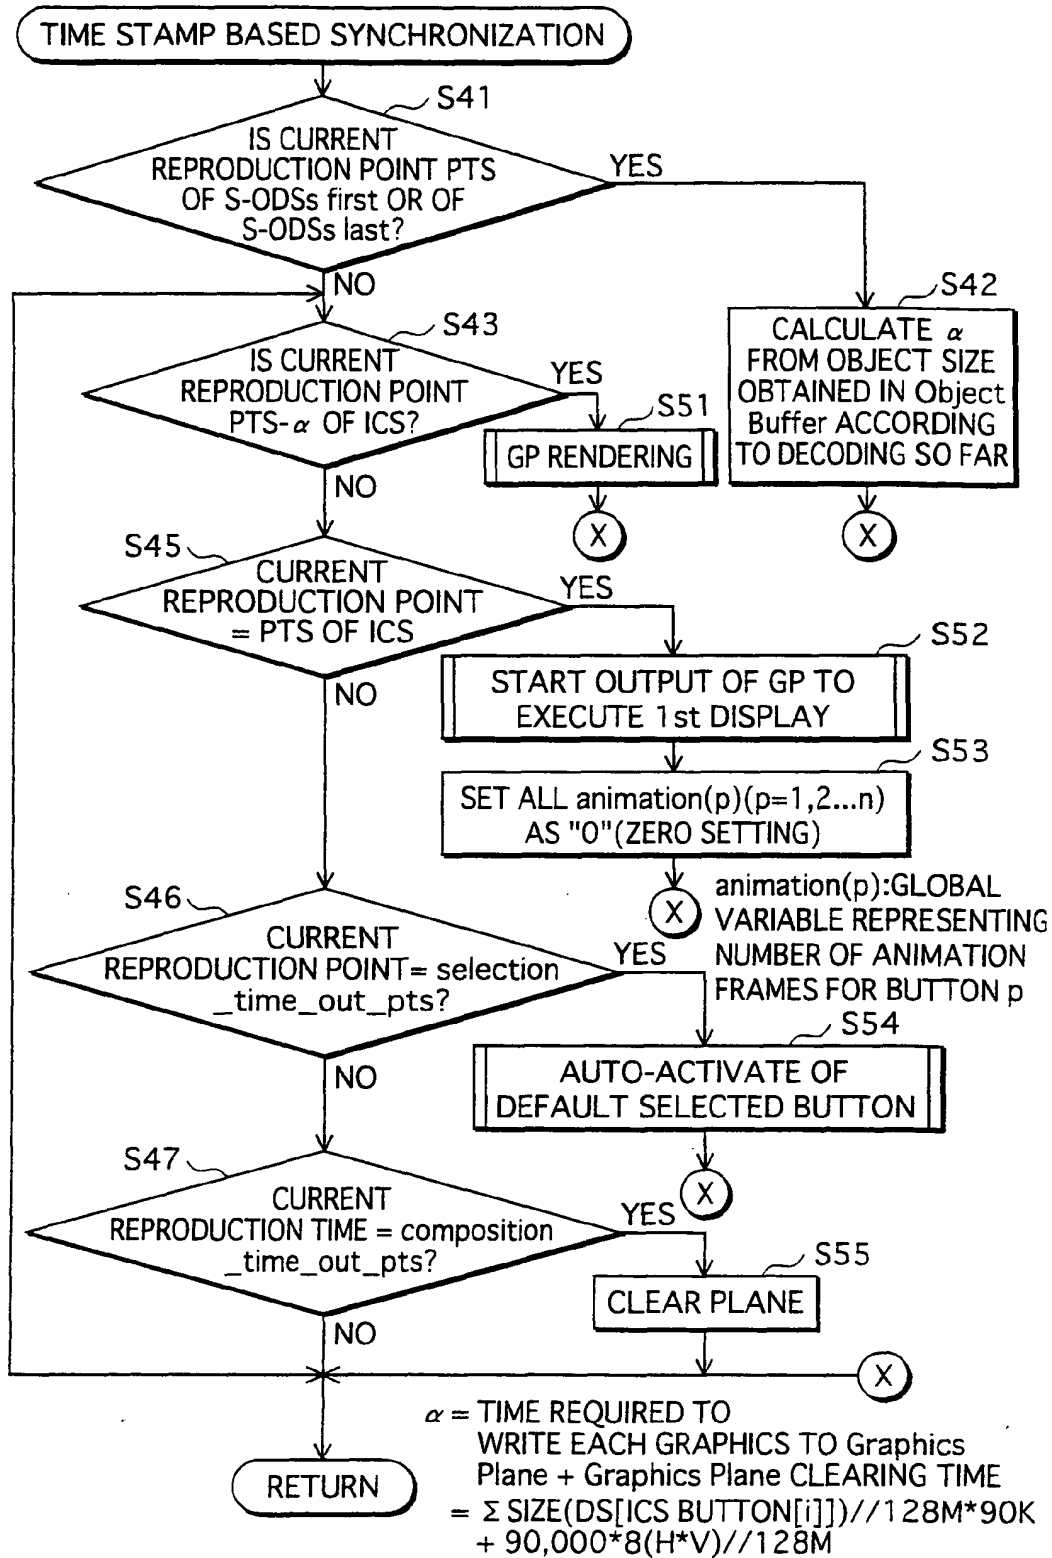 TIME STAMP BASED SYNCHRONIZATION
S41
IS CURRENT
REPRODUCTION POINT PTS
OF S-ODSs first OR OF
S-ODSs last?
YES
NO
S42
CALCULATE α
FROM OBJECT SIZE
OBTAINED IN Object
Buffer ACCORDING
TO DECODING SO FAR
X
S43
IS CURRENT
REPRODUCTION POINT
PTS-α OF ICS?
YES
NO
S51
GP RENDERING
X
S45
CURRENT
REPRODUCTION POINT
= PTS OF ICS
YES
NO
S52
START OUTPUT OF GP TO
EXECUTE 1st DISPLAY
S53
SET ALL animation(p)(p=1,2...n)
AS "0"(ZERO SETTING)
X
animation(p):GLOBAL
VARIABLE REPRESENTING
NUMBER OF ANIMATION
FRAMES FOR BUTTON p
S46
CURRENT
REPRODUCTION POINT= selection
_time_out_pts?
YES
NO
S54
AUTO-ACTIVATE OF
DEFAULT SELECTED BUTTON
X
S47
CURRENT
REPRODUCTION TIME = composition
_time_out_pts?
YES
NO
S55
CLEAR PLANE
X
RETURN
α = TIME REQUIRED TO
WRITE EACH GRAPHICS TO Graphics
Plane + Graphics Plane CLEARING TIME
= Σ SIZE(DS[ICS BUTTON[i]])//128M*90K
+ 90,000*8(H*V)//128M